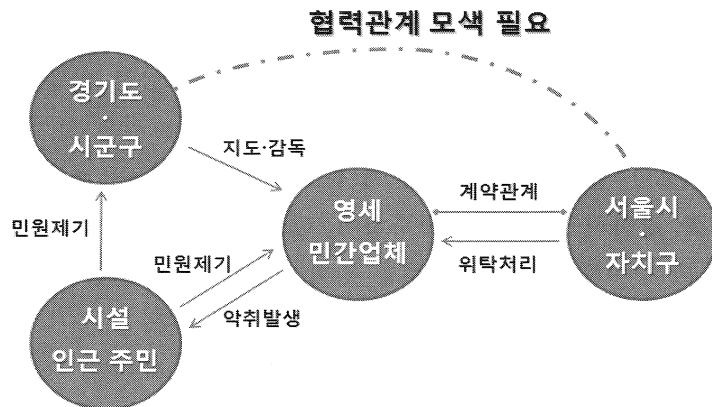 협력관계 모색 필요
경기도
·
시군구
지도·감독
영세
민간업체
계약관계
위탁처리
서울시
·
자치구
민원제기
민원제기
악취발생
시설
인근 주민